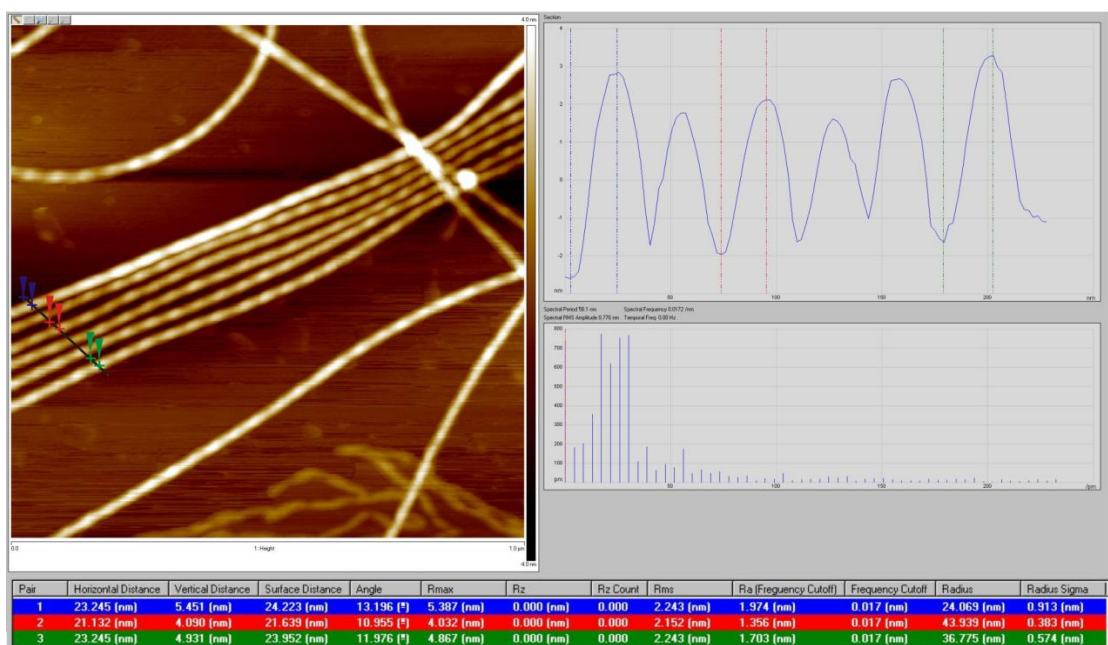 4.0 nm
0.0
1: Height
1.0 µm
-4.0 nm
Section
4
3
2
1
0
-1
-2
nm
50
100
150
200
nm
Spectral Period 58.1 nm Spectral Frequency 0.0172 /nm
Spectral RMS Amplitude 0.776 nm Temporal Freq 0.00 Hz
800
700
600
500
400
300
200
100
pm
50
100
150
200
/µm
Pair Horizontal Distance Vertical Distance Surface Distance Angle Rmax Rz Rz Count Rms Ra (Freguency Cutoff) Frequency Cutoff Radius Radius Sigma
1 23.245 (nm) 5.451 (nm) 24.223 (nm) 13.196 (º) 5.387 (nm) 0.000 (nm) 0.000 2.243 (nm) 1.974 (nm) 0.017 (nm) 24.069 (nm) 0.913 (nm)
2 21.132 (nm) 4.090 (nm) 21.639 (nm) 10.955 (º) 4.032 (nm) 0.000 (nm) 0.000 2.152 (nm) 1.356 (nm) 0.017 (nm) 43.939 (nm) 0.383 (nm)
3 23.245 (nm) 4.931 (nm) 23.952 (nm) 11.976 (º) 4.867 (nm) 0.000 (nm) 0.000 2.243 (nm) 1.703 (nm) 0.017 (nm) 36.775 (nm) 0.574 (nm)